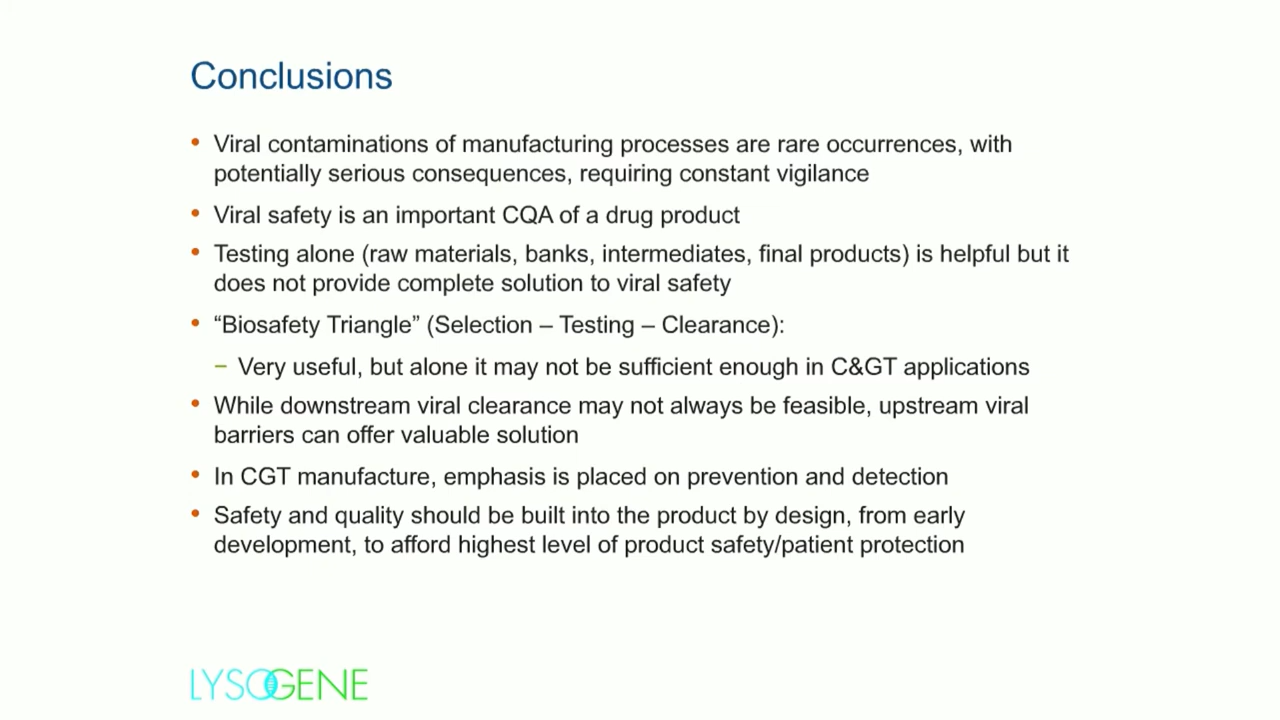 Conclusions
• Viral contaminations of manufacturing processes are rare occurrences, with
potentially serious consequences, requiring constant vigilance
• Viral safety is an important CQA of a drug product
• Testing alone (raw materials, banks, intermediates, final products) is helpful but it
does not provide complete solution to viral safety
• “Biosafety Triangle” (Selection – Testing – Clearance):
– Very useful, but alone it may not be sufficient enough in C&GT applications
• While downstream viral clearance may not always be feasible, upstream viral
barriers can offer valuable solution
• In CGT manufacture, emphasis is placed on prevention and detection
• Safety and quality should be built into the product by design, from early
development, to afford highest level of product safety/patient protection
LYSOGENE